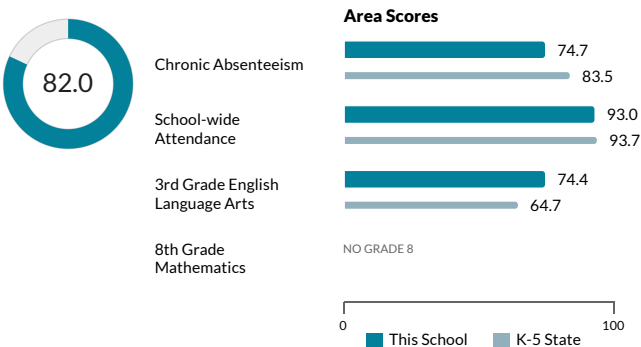 Area Scores
82.0
Chronic Absenteeism
74.7
83.5
School-wide
Attendance
93.0
93.7
3rd Grade English
Language Arts
74.4
64.7
8th Grade
Mathematics
NO GRADE 8
0
100
This School
K-5 State